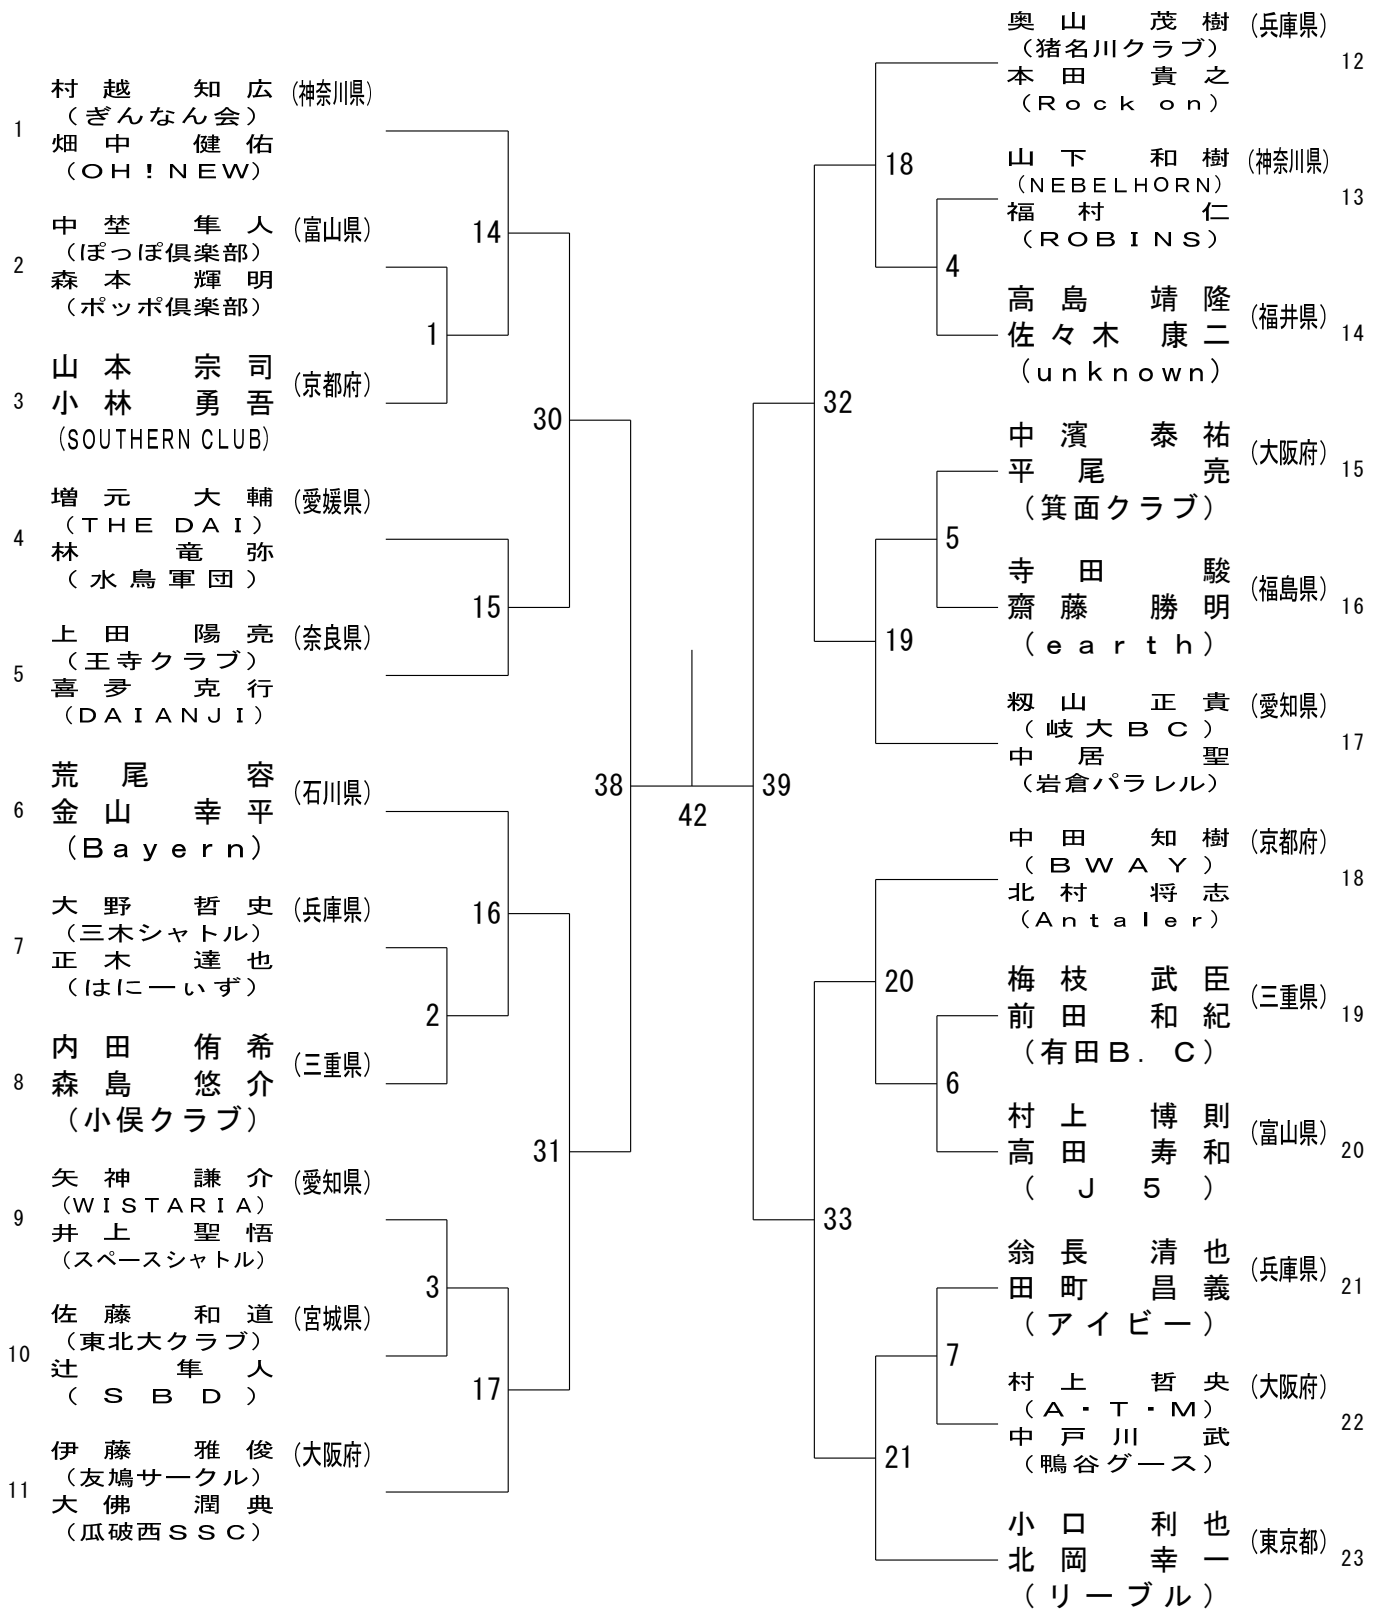 1
村越 知広 (神奈川県)
(ぎんなん会)
畑中 健佑
(OH!NEW)
2
中埜 隼人 (富山県)
(ぽっぽ倶楽部)
森本 輝明
(ポッポ倶楽部)
3
山本 宗司 (京都府)
小林 勇吾
(SOUTHERN CLUB)
4
増元 大輔 (愛媛県)
(THE DAI)
林 竜弥
(水鳥軍団)
5
上田 陽亮 (奈良県)
(王寺クラブ)
喜多 克行
(DAIANJI)
6
荒尾 容 (石川県)
金山 幸平
(Bayern)
7
大野 哲史 (兵庫県)
(三木シャトル)
正木 達也
(はにーぃず)
8
内田 侑希 (三重県)
森島 悠介
(小俣クラブ)
9
矢神 謙介 (愛知県)
(WISTARIA)
井上 聖悟
(スペースシャトル)
10
佐藤 和道 (宮城県)
(東北大クラブ)
辻 隼人
(SBD)
11
伊藤 雅俊 (大阪府)
(友鳩サークル)
大佛 潤典
(瓜破西SSC)
14
1
30
15
38
16
2
31
3
17
42
39
32
18
4
5
19
33
20
6
7
21
奥山 茂樹 (兵庫県)
(猪名川クラブ)
本田 貴之
(Rock on)
12
山下 和樹 (神奈川県)
(NEBELHORN)
福村 仁
(ROBINS)
13
高島 靖隆 (福井県)
佐々木 康二
(unknown)
14
中濱 泰祐 (大阪府)
平尾 亮
(箕面クラブ)
15
寺田 駿 (福島県)
齋藤 勝明
(earth)
16
籾山 正貴 (愛知県)
(岐大BC)
中居 聖
(岩倉パラレル)
17
中田 知樹 (京都府)
(BWAY)
北村 将志
(Antaler)
18
梅枝 武臣 (三重県)
前田 和紀
(有田B. C)
19
村上 博則 (富山県)
高田 寿和
(J5)
20
翁長 清也 (兵庫県)
田町 昌義
(アイビー)
21
村上 哲央 (大阪府)
(A・T・M)
中戸川 武
(鴨谷グース)
22
小口 利也 (東京都)
北岡 幸一
(リーブル)
23